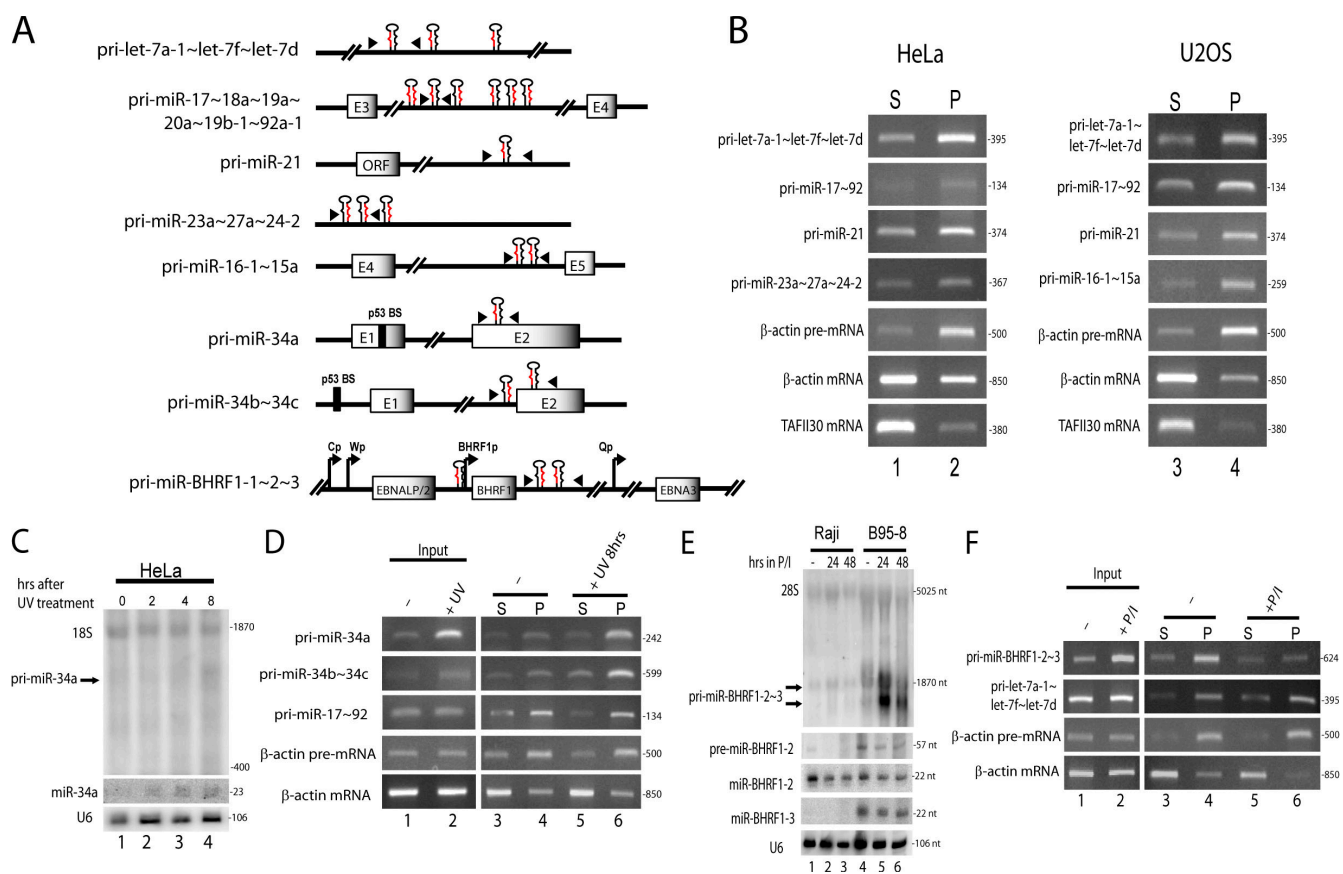 A
pri-let-7a-1~let-7f~let-7d
pri-miR-17~18a~19a~
20a~19b-1~92a-1
E3
E4
pri-miR-21
ORF
pri-miR-23a~27a~24-2
pri-miR-16-1~15a
E4
E5
p53 BS
pri-miR-34a
E1
E2
p53 BS
pri-miR-34b~34c
E1
E2
Cp
Wp
BHRF1p
Qp
pri-miR-BHRF1-1~2~3
EBNALP/2
BHRF1
EBNA3
B
HeLa
S P
pri-let-7a-1~let-7f~let-7d
-395
pri-miR-17~92
-134
pri-miR-21
-374
pri-miR-23a~27a~24-2
-367
β-actin pre-mRNA
-500
β-actin mRNA
-850
TAFII30 mRNA
-380
1 2
U2OS
S P
pri-let-7a-1~
let-7f~let-7d
-395
pri-miR-17~92
-134
pri-miR-21
-374
pri-miR-16-1~15a
-259
β-actin pre-mRNA
-500
β-actin mRNA
-850
TAFII30 mRNA
-380
3 4
C
HeLa
hrs after
UV treatment
0 2 4 8
18S
-1870
pri-miR-34a
-400
miR-34a
-23
U6
-106
1 2 3 4
D
Input
-
+ UV
-
+ UV 8hrs
S P S P
pri-miR-34a
-242
pri-miR-34b~34c
-599
pri-miR-17~92
-134
β-actin pre-mRNA
-500
β-actin mRNA
-850
1 2 3 4 5 6
E
Raji B95-8
hrs in P/I
- 24 48 - 24 48
28S
-5025 nt
-1870 nt
pri-miR-BHRF1-2~3
pre-miR-BHRF1-2
-57 nt
miR-BHRF1-2
-22 nt
miR-BHRF1-3
-22 nt
U6
-106 nt
1 2 3 4 5 6
F
Input
-
+ P/I
-
+P/I
S P S P
pri-miR-BHRF1-2~3
-624
pri-let-7a-1~
let-7f~let-7d
-395
β-actin pre-mRNA
-500
β-actin mRNA
-850
1 2 3 4 5 6